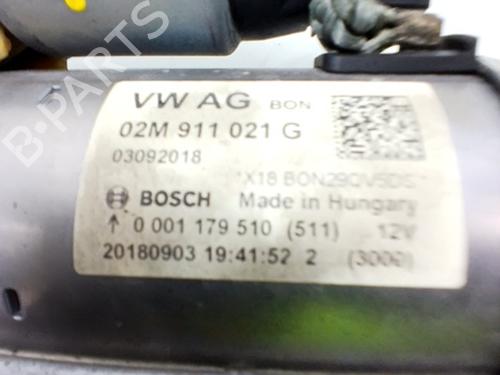 VW AG BON
02M 911 021 G
03092018
*X18 BON29QV5DS*
BOSCH Made in Hungary
↑ 0 001 179 510 (511) 12V
20180903 19:41:52 2 (3000)
B-PARTS